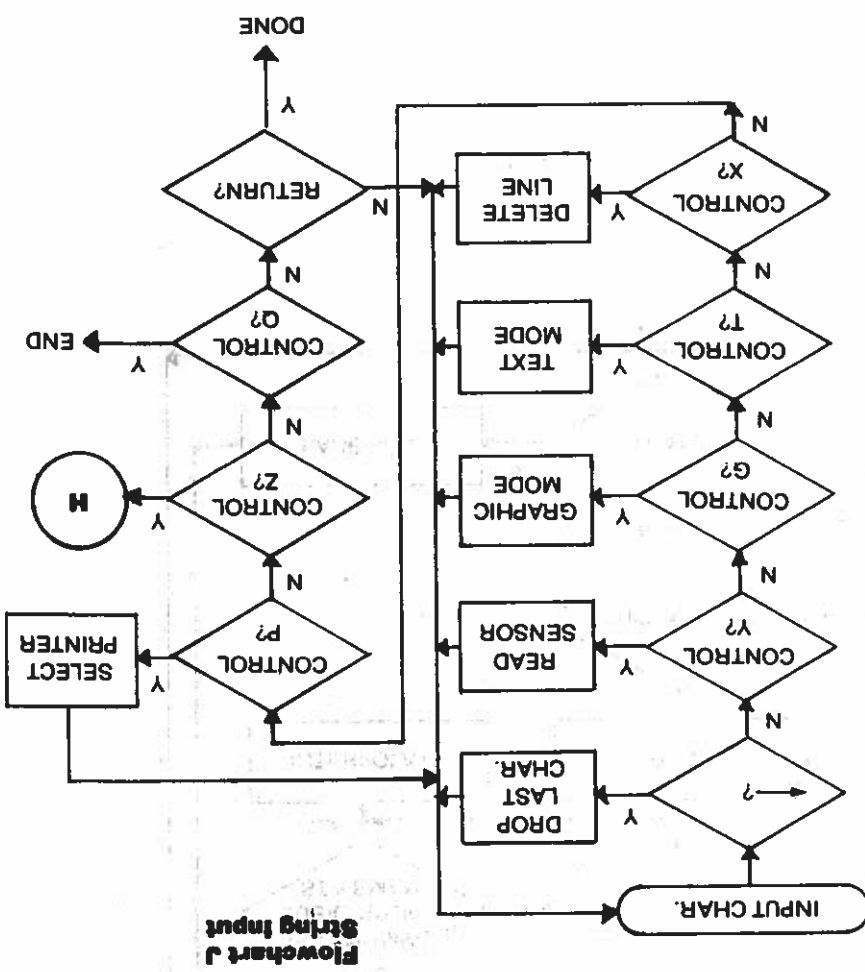 Flowchart J
String Input
INPUT CHAR.
←?
Y
DROP
LAST
CHAR.
N
CONTROL
Y?
Y
READ
SENSOR
N
CONTROL
G?
Y
GRAPHIC
MODE
N
CONTROL
T?
Y
TEXT
MODE
N
CONTROL
X?
Y
DELETE
LINE
N
CONTROL
P?
Y
SELECT
PRINTER
N
CONTROL
Z?
Y
H
N
CONTROL
Q?
Y
END
N
RETURN?
N
Y
DONE